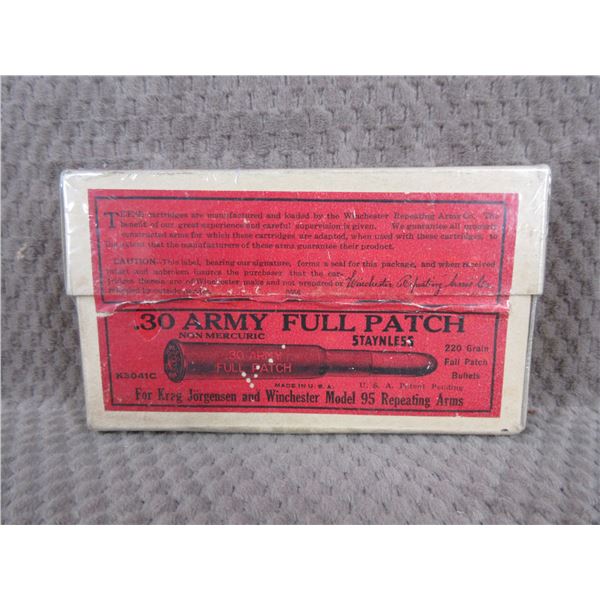 THESE cartridges are manufactured and loaded by the Winchester Repeating Arms Co. The
benefit of our great experience and careful supervision is given. We guarantee all properly
constructed arms for which these cartridges are adapted, when used with these cartridges, to
the extent that the manufacturers of these arms guarantee their product.
CAUTION.—This label, bearing our signature, forms a seal for this package, and when received
intact and unbroken insures the purchaser that the car-
tridges therein are of Winchester make and not prepared or Winchester Repeating Arms Co.
.30 ARMY FULL PATCH
NON MERCURIC STAYNLESS
.30 ARMY
FULL PATCH
220 Grain
Full Patch
Bullets
K3041C
MADE IN U.S.A. U. S. A. Patent Pending
For Krag Jörgensen and Winchester Model 95 Repeating Arms